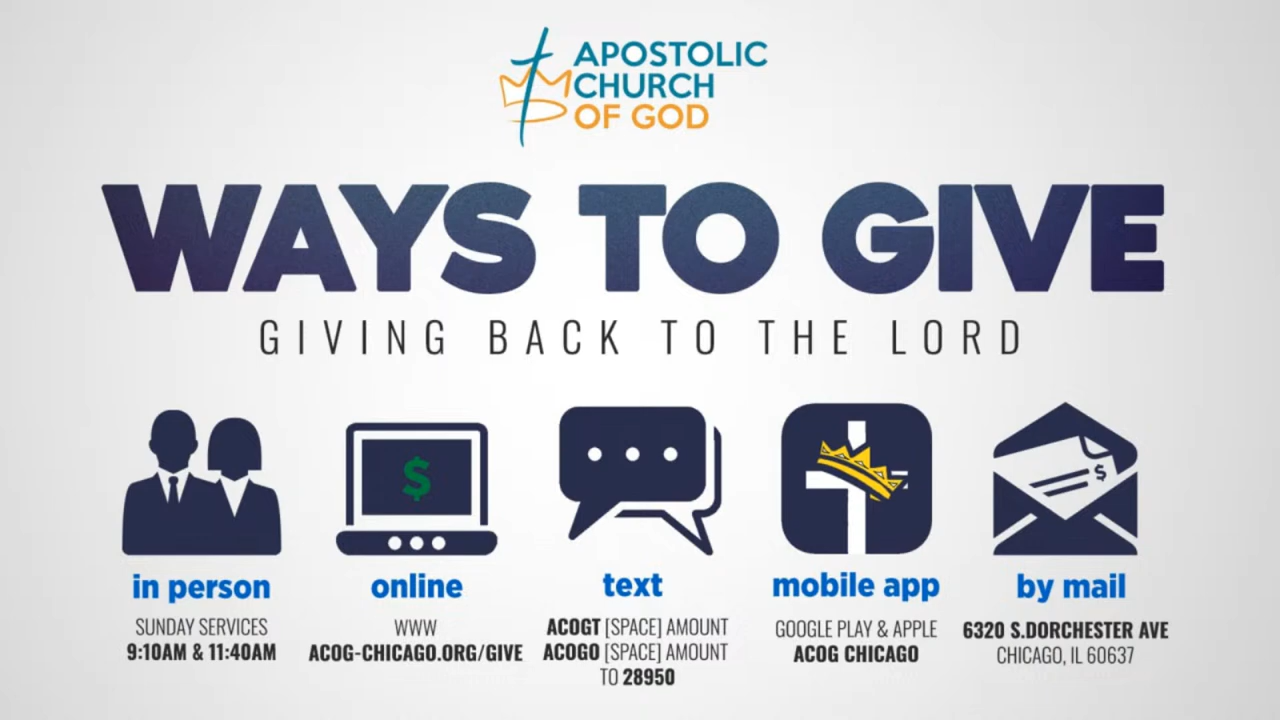 APOSTOLIC
CHURCH
OF GOD
WAYS TO GIVE
GIVING BACK TO THE LORD
$
$
in person
SUNDAY SERVICES
9:10AM & 11:40AM
online
WWW
ACOG-CHICAGO.ORG/GIVE
text
ACOGT [SPACE] AMOUNT
ACOGO [SPACE] AMOUNT
TO 28950
mobile app
GOOGLE PLAY & APPLE
ACOG CHICAGO
by mail
6320 S.DORCHESTER AVE
CHICAGO, IL 60637